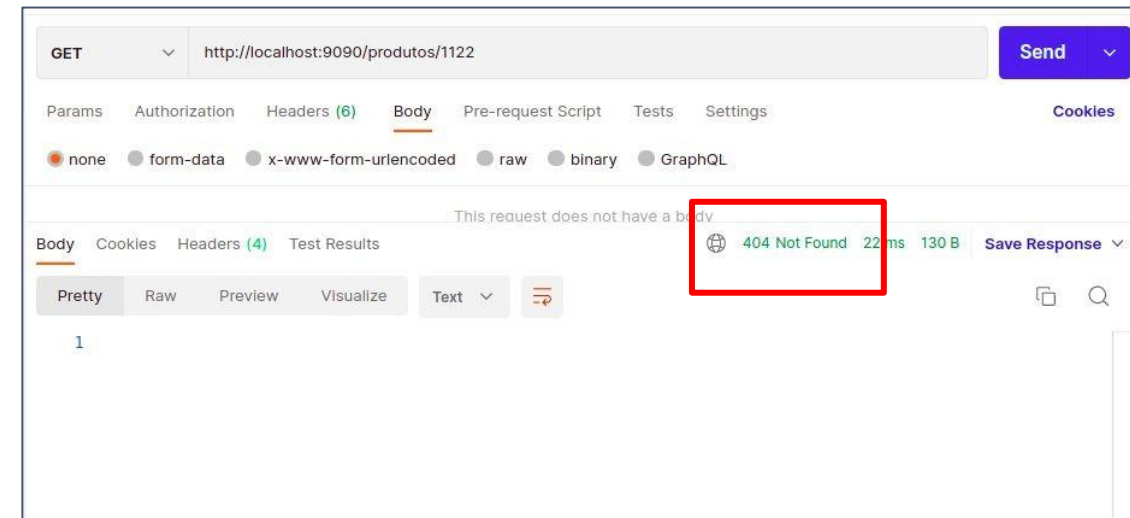 GET http://localhost:9090/produtos/1122 Send
Params Authorization Headers (6) Body Pre-request Script Tests Settings Cookies
none form-data x-www-form-urlencoded raw binary GraphQL
This request does not have a body
Body Cookies Headers (4) Test Results 404 Not Found 22 ms 130 B Save Response
Pretty Raw Preview Visualize Text
1